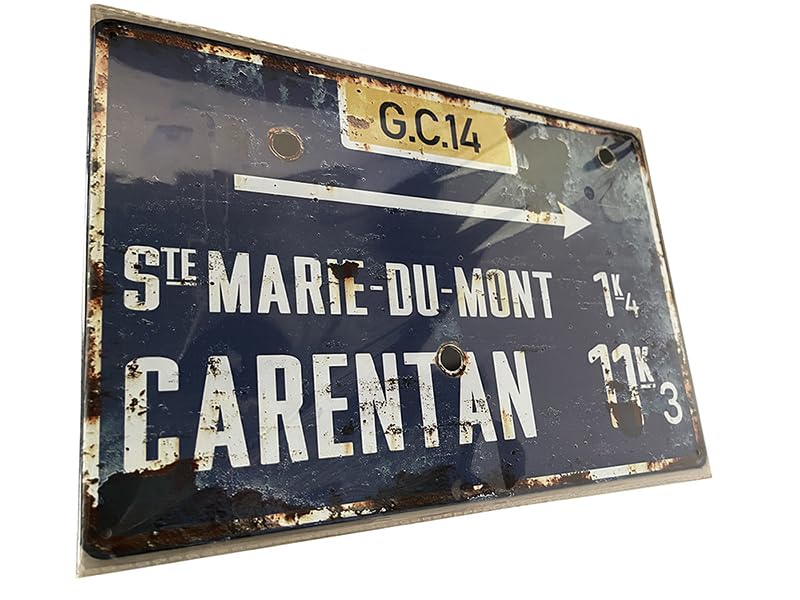 G.C.14
STE MARIE-DU-MONT 1K4
CARENTAN 11K3